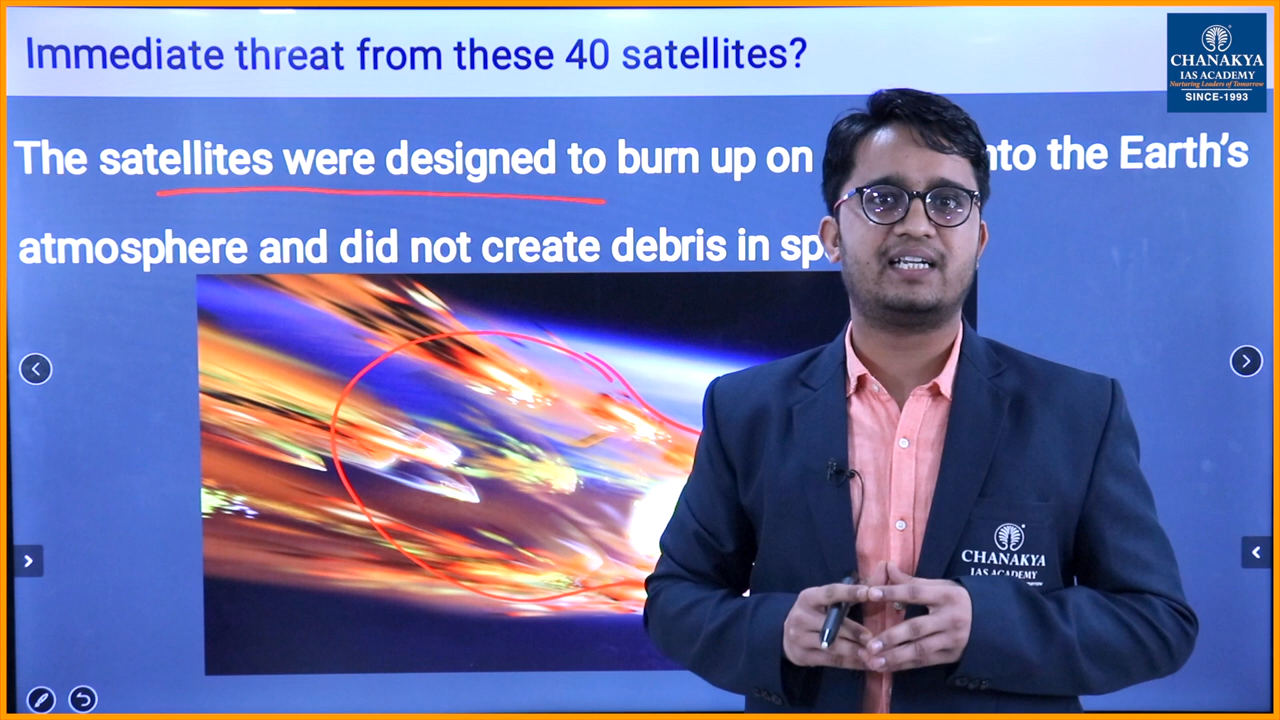 Immediate threat from these 40 satellites?
CHANAKYA
IAS ACADEMY
Nurturing Leaders of Tomorrow
SINCE-1993
The satellites were designed to burn up on nto the Earth's
atmosphere and did not create debris in sp
CHANAKYA
IAS ACADEMY